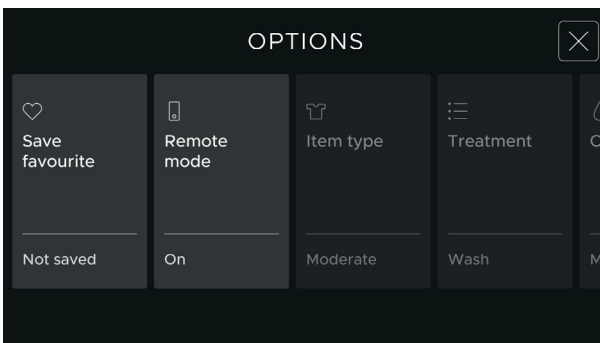 OPTIONS
Save
favourite
Not saved
Remote
mode
On
Item type
Moderate
Treatment
Wash